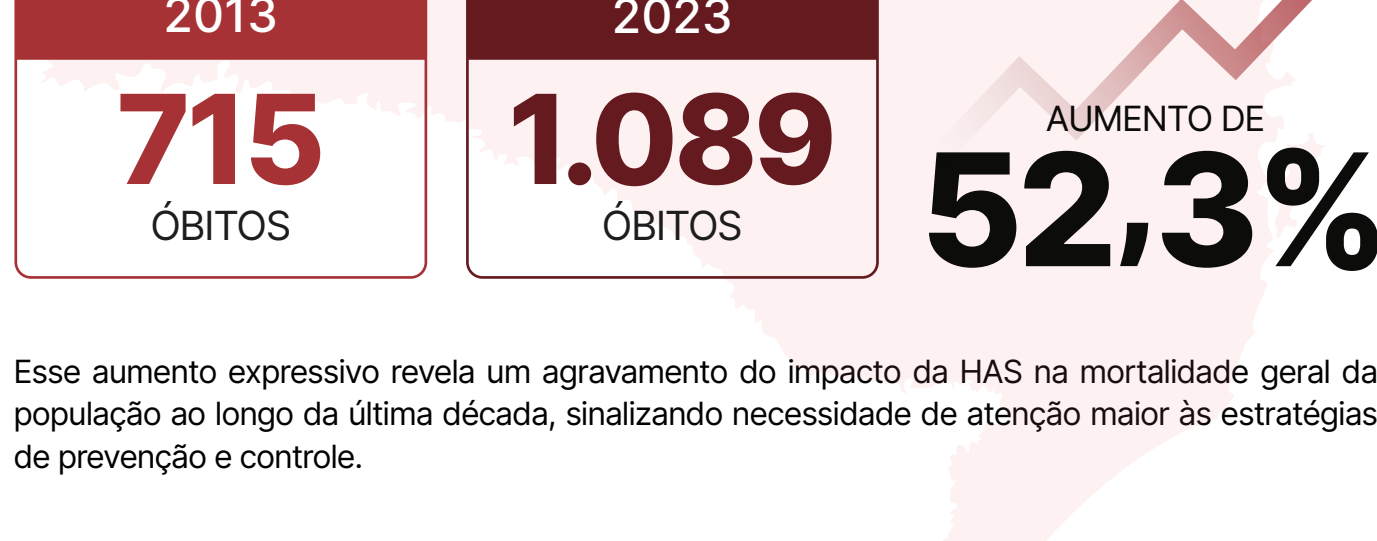 2013
2023
715
1.089
ÓBITOS
ÓBITOS
AUMENTO DE
52,3%
Esse aumento expressivo revela um agravamento do impacto da HAS na mortalidade geral da
população ao longo da última década, sinalizando necessidade de atenção maior às estratégias
de prevenção e controle.